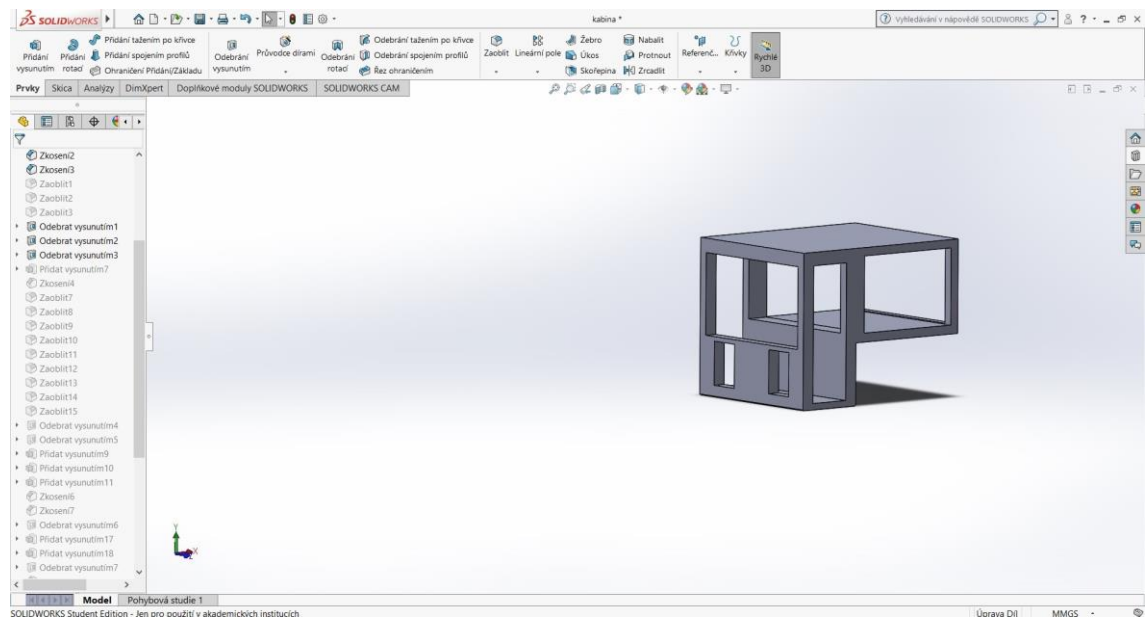 SOLIDWORKS
kabina *
Vyhledávání v nápovědě SOLIDWORKS
Přidání vysunutím
Přidání rotací
Přidání tažením po křivce
Přidání spojením profilů
Ohraničení Přidání/Základu
Odebrání vysunutím
Průvodce dírami
Odebrání rotací
Odebrání tažením po křivce
Odebrání spojením profilů
Řez ohraničením
Zaoblit
Lineární pole
Žebro
Úkos
Skořepina
Nabalit
Protnout
Zrcadlit
Referenč...
Křivky
Rychlé 3D
Prvky Skica Analýzy DimXpert Doplňkové moduly SOLIDWORKS SOLIDWORKS CAM
Zkosení2
Zkosení3
Zaoblit1
Zaoblit2
Zaoblit3
Odebrat vysunutím1
Odebrat vysunutím2
Odebrat vysunutím3
Přidat vysunutím7
Zkosení4
Zaoblit7
Zaoblit8
Zaoblit9
Zaoblit10
Zaoblit11
Zaoblit12
Zaoblit13
Zaoblit14
Zaoblit15
Odebrat vysunutím4
Odebrat vysunutím5
Přidat vysunutím9
Přidat vysunutím10
Přidat vysunutím11
Zkosení6
Zkosení7
Odebrat vysunutím6
Přidat vysunutím17
Přidat vysunutím18
Odebrat vysunutím7
Y
X
Model Pohybová studie 1
SOLIDWORKS Student Edition - Jen pro použití v akademických institucích
Úprava Díl MMGS